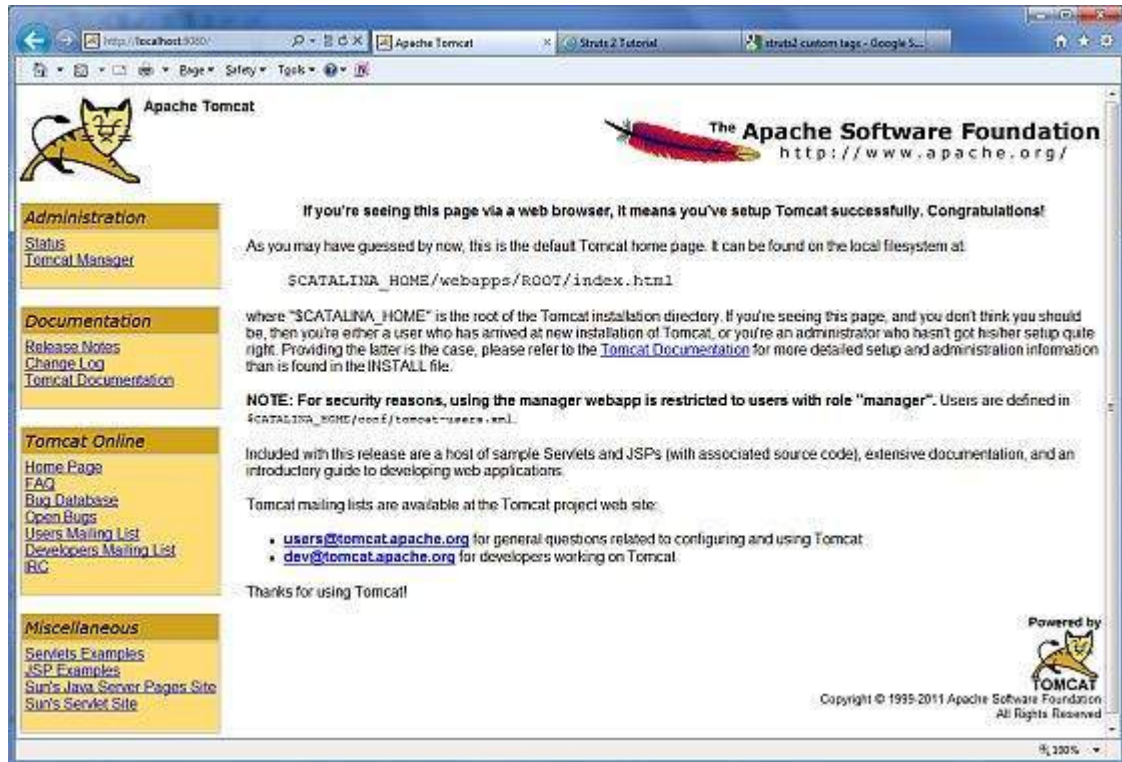 http://localhost:8080/
Apache Tomcat
Struts 2 Tutorial
struts2 custom tags - Google S...
Page
Safety
Tools
Apache Tomcat
The Apache Software Foundation
http://www.apache.org/
Administration
Status
Tomcat Manager
Documentation
Release Notes
Change Log
Tomcat Documentation
Tomcat Online
Home Page
FAQ
Bug Database
Open Bugs
Users Mailing List
Developers Mailing List
IRC
Miscellaneous
Servlets Examples
JSP Examples
Sun's Java Server Pages Site
Sun's Servlet Site
If you're seeing this page via a web browser, it means you've setup Tomcat successfully. Congratulations!
As you may have guessed by now, this is the default Tomcat home page. It can be found on the local filesystem at:
$CATALINA_HOME/webapps/ROOT/index.html
where "$CATALINA_HOME" is the root of the Tomcat installation directory. If you're seeing this page, and you don't think you should
be, then you're either a user who has arrived at new installation of Tomcat, or you're an administrator who hasn't got his/her setup quite
right. Providing the latter is the case, please refer to the Tomcat Documentation for more detailed setup and administration information
than is found in the INSTALL file.
NOTE: For security reasons, using the manager webapp is restricted to users with role "manager". Users are defined in
$CATALINA_HOME/conf/tomcat-users.xml.
Included with this release are a host of sample Servlets and JSPs (with associated source code), extensive documentation, and an
introductory guide to developing web applications.
Tomcat mailing lists are available at the Tomcat project web site:
users@tomcat.apache.org for general questions related to configuring and using Tomcat
dev@tomcat.apache.org for developers working on Tomcat
Thanks for using Tomcat!
Powered by
TOMCAT
Copyright © 1999-2011 Apache Software Foundation
All Rights Reserved
100%